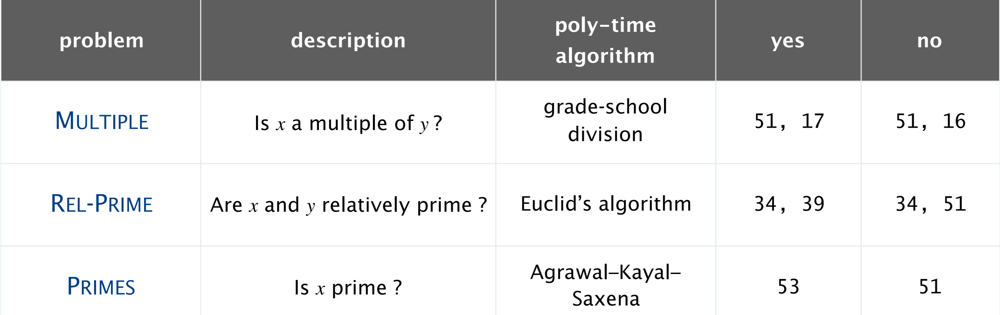 problem
description
poly-time
algorithm
yes
no
MULTIPLE
Is x a multiple of y ?
grade-school
division
51, 17
51, 16
REL-PRIME
Are x and y relatively prime ?
Euclid’s algorithm
34, 39
34, 51
PRIMES
Is x prime ?
Agrawal–Kayal–
Saxena
53
51